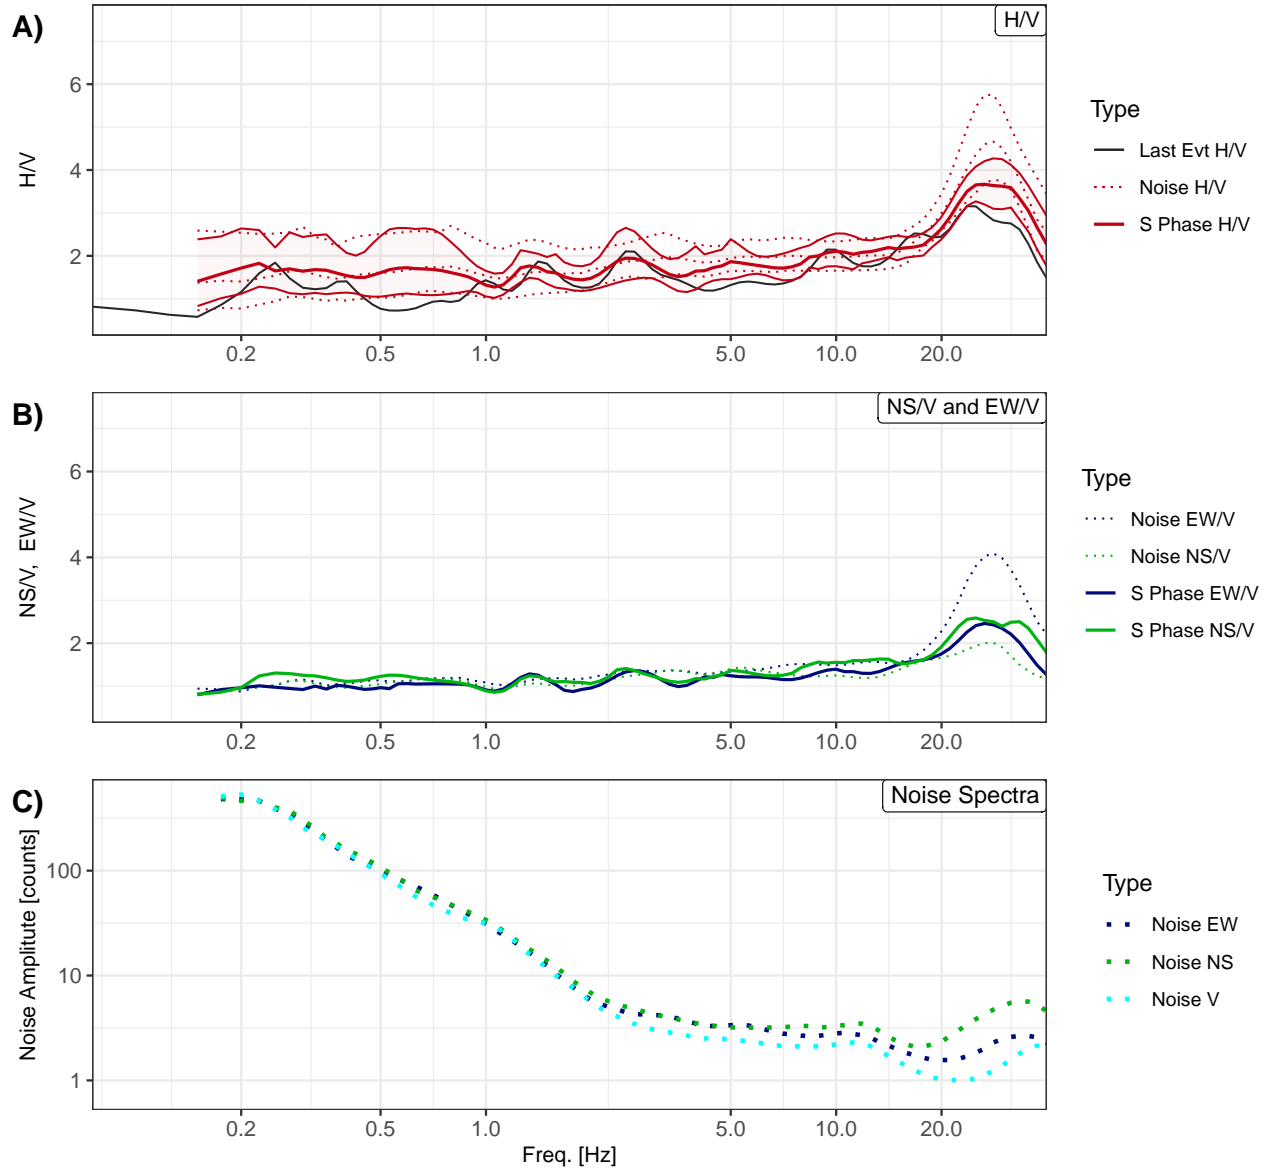 A)
H/V
H/V
6
4
2
0.2 0.5 1.0 5.0 10.0 20.0
Type
Last Evt H/V
Noise H/V
S Phase H/V
B)
NS/V and EW/V
NS/V, EW/V
6
4
2
0.2 0.5 1.0 5.0 10.0 20.0
Type
Noise EW/V
Noise NS/V
S Phase EW/V
S Phase NS/V
C)
Noise Spectra
Noise Amplitute [counts]
100
10
1
0.2 0.5 1.0 5.0 10.0 20.0
Freq. [Hz]
Type
Noise EW
Noise NS
Noise V